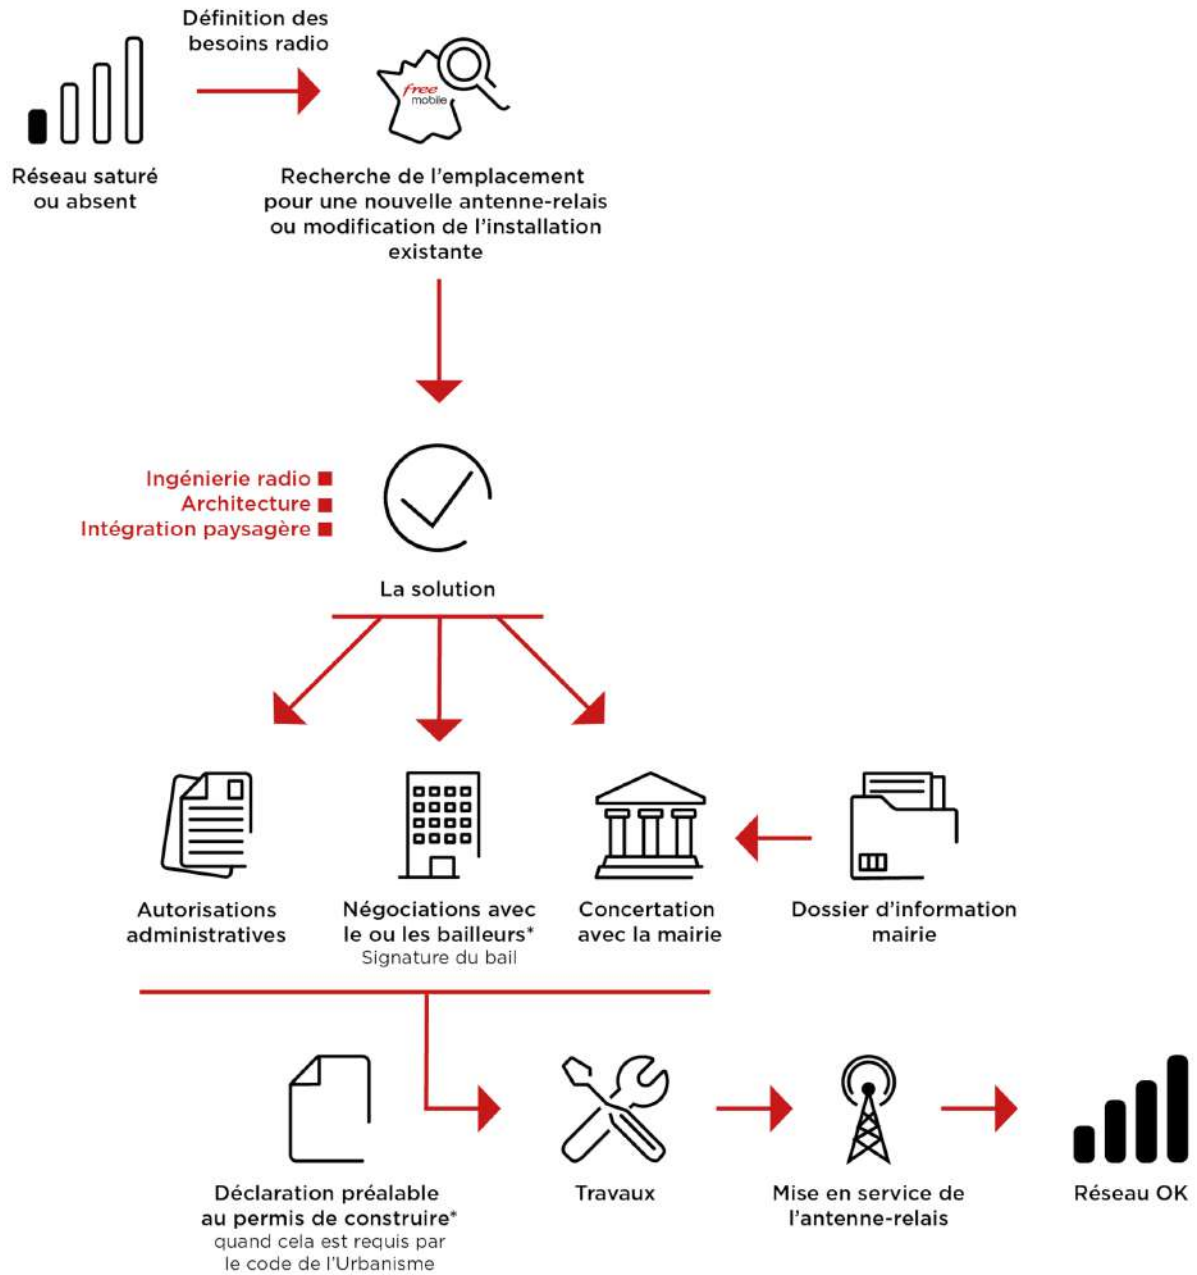 Définition des
besoins radio
free
mobile
Réseau saturé
ou absent
Recherche de l'emplacement
pour une nouvelle antenne-relais
ou modification de l'installation
existante
Ingénierie radio
Architecture
Intégration paysagère
La solution
Autorisations
administratives
Négociations avec
le ou les bailleurs*
Signature du bail
Concertation
avec la mairie
Dossier d'information
mairie
Déclaration préalable
au permis de construire*
quand cela est requis par
le code de l'Urbanisme
Travaux
Mise en service de
l'antenne-relais
Réseau OK